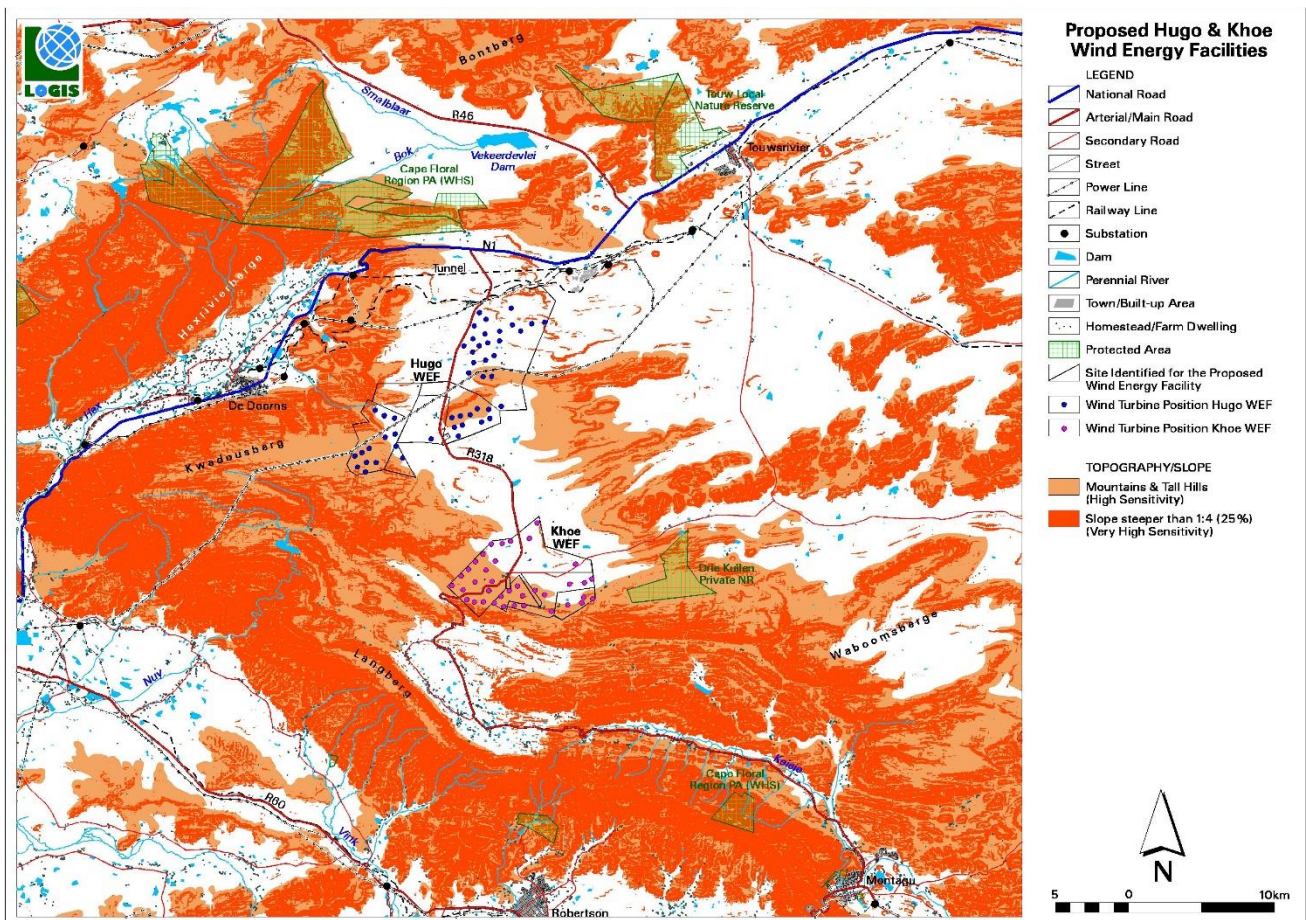 LOGIS
Bontberg
Smalblaar
R46
Touw Local
Nature Reserve
Touwsrivier
Bok
Vekeerdevlei
Dam
Cape Floral
Region PA (WHS)
N1
Tunnel
Hexrivierberge
Hugo
WEF
De Doorns
Hex
Kwadousberg
R318
Khoe
WEF
Drie Kuilen
Private NR
Waboomsberge
Langberg
Nuy
Keisie
Cape Floral
Region PA (WHS)
R60
Vink
Montagu
Robertson
Proposed Hugo & Khoe
Wind Energy Facilities
LEGEND
National Road
Arterial/Main Road
Secondary Road
Street
Power Line
Railway Line
Substation
Dam
Perennial River
Town/Built-up Area
Homestead/Farm Dwelling
Protected Area
Site Identified for the Proposed
Wind Energy Facility
Wind Turbine Position Hugo WEF
Wind Turbine Position Khoe WEF
TOPOGRAPHY/SLOPE
Mountains & Tall Hills
(High Sensitivity)
Slope steeper than 1:4 (25%)
(Very High Sensitivity)
N
5 0 10km